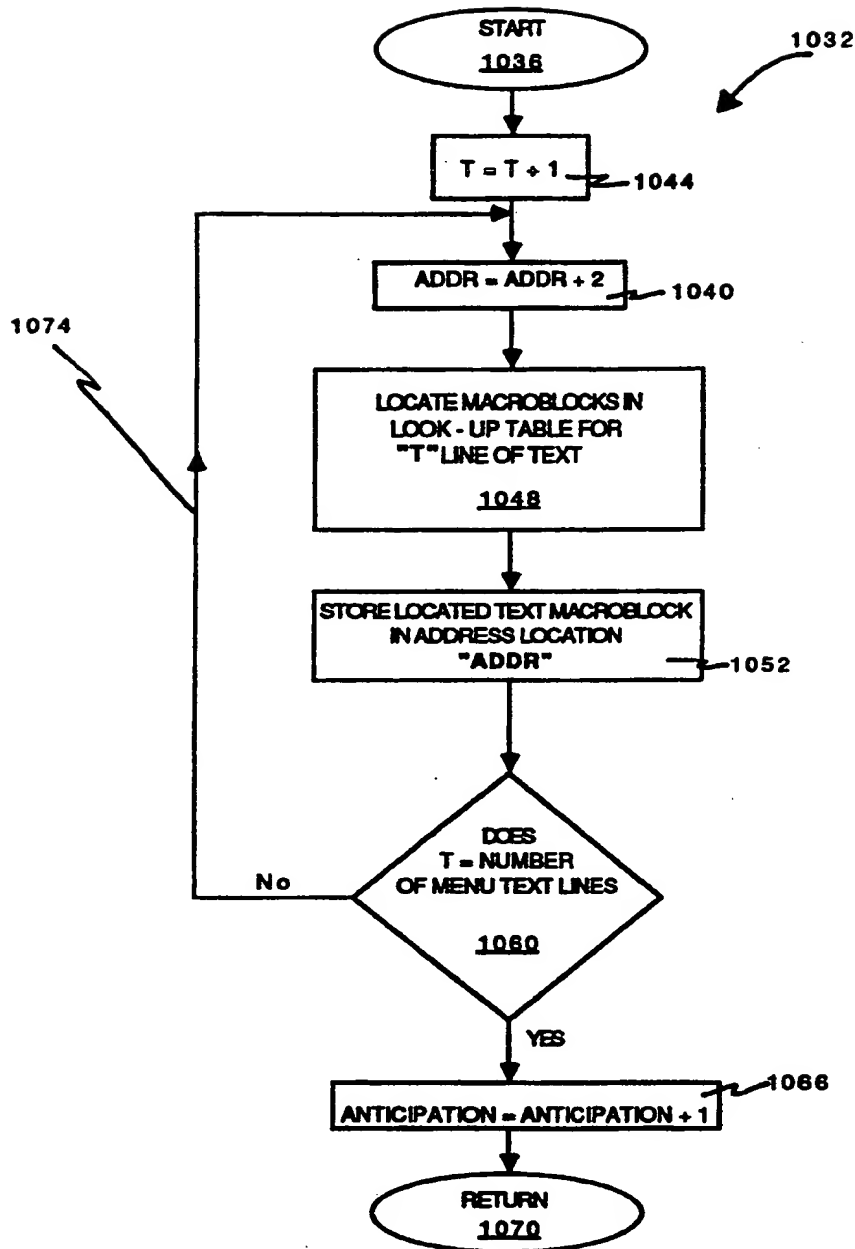 START
1036
1032
T = T + 1
1044
ADDR = ADDR + 2
1040
1074
LOCATE MACROBLOCKS IN
LOOK - UP TABLE FOR
"T" LINE OF TEXT
1048
STORE LOCATED TEXT MACROBLOCK
IN ADDRESS LOCATION
"ADDR"
1052
DOES
T = NUMBER
OF MENU TEXT LINES
1060
No
YES
1066
ANTICIPATION = ANTICIPATION + 1
RETURN
1070